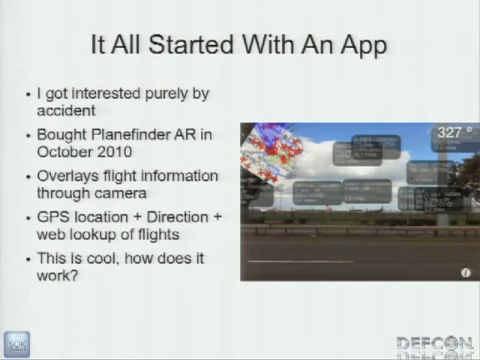 It All Started With An App
• I got interested purely by
accident
• Bought Planefinder AR in
October 2010
• Overlays flight information
through camera
• GPS location + Direction +
web lookup of flights
• This is cool, how does it
work?
327 °
i
SQK
DEFCON